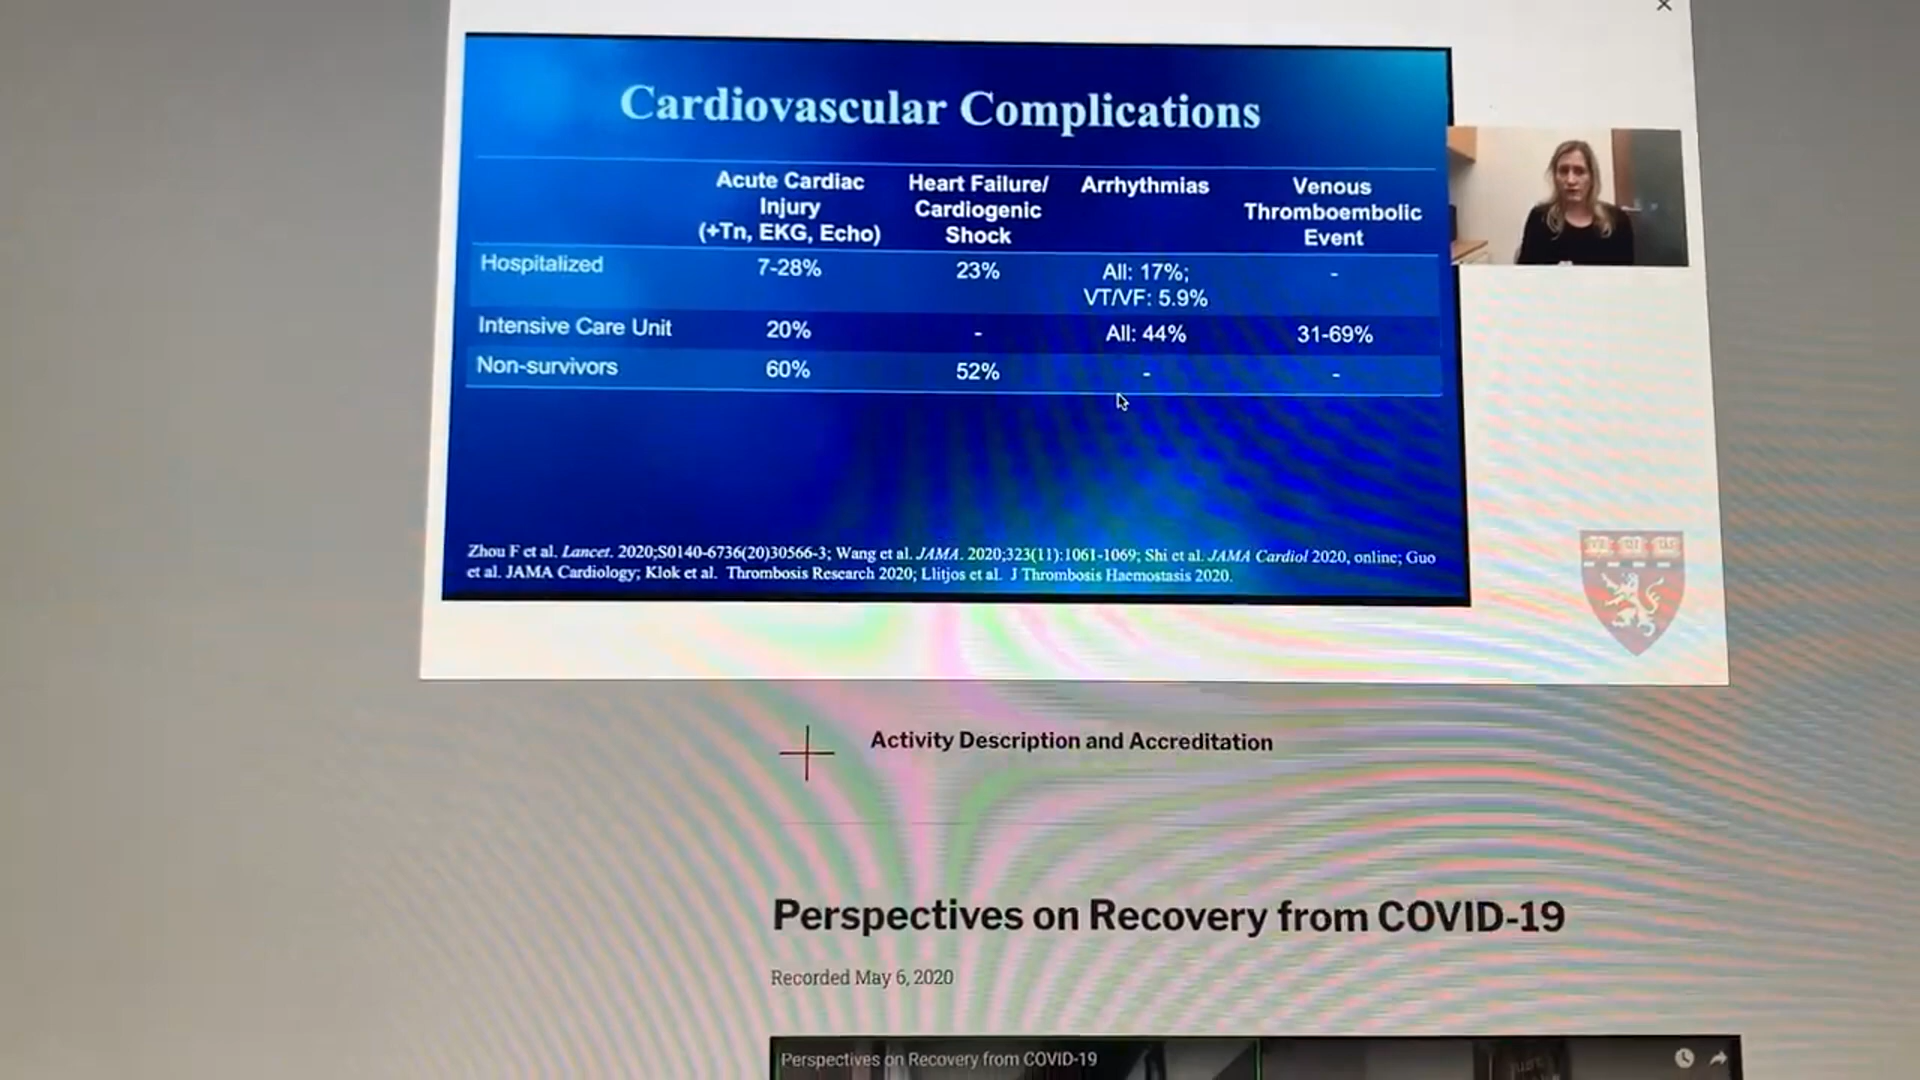 Cardiovascular Complications
Acute Cardiac Injury (+Tn, EKG, Echo)
Heart Failure/ Cardiogenic Shock
Arrhythmias
Venous Thromboembolic Event
Hospitalized 7-28% 23% All: 17%; VT/VF: 5.9% -
Intensive Care Unit 20% - All: 44% 31-69%
Non-survivors 60% 52% - -
Zhou F et al. Lancet. 2020;S0140-6736(20)30566-3; Wang et al. JAMA. 2020;323(11):1061-1069; Shi et al. JAMA Cardiol 2020, online; Guo
et al. JAMA Cardiology; Klok et al. Thrombosis Research 2020; Llitjos et al. J Thrombosis Haemostasis 2020.
Activity Description and Accreditation
Perspectives on Recovery from COVID-19
Recorded May 6, 2020
Perspectives on Recovery from COVID-19